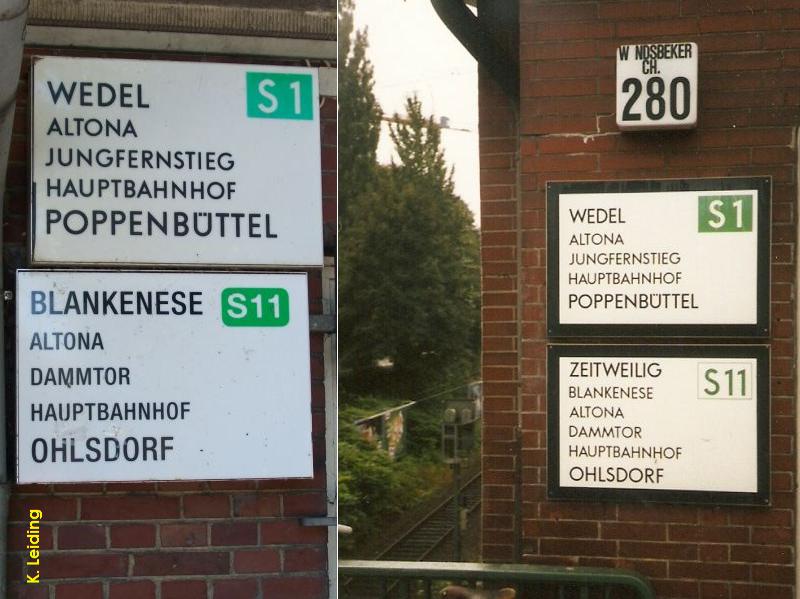 WEDEL S1
ALTONA
JUNGFERNSTIEG
HAUPTBAHNHOF
POPPENBÜTTEL
BLANKENESE S11
ALTONA
DAMMTOR
HAUPTBAHNHOF
OHLSDORF
K. Leiding
W NDSBEKER
CH.
280
WEDEL S1
ALTONA
JUNGFERNSTIEG
HAUPTBAHNHOF
POPPENBÜTTEL
ZEITWEILIG S11
BLANKENESE
ALTONA
DAMMTOR
HAUPTBAHNHOF
OHLSDORF